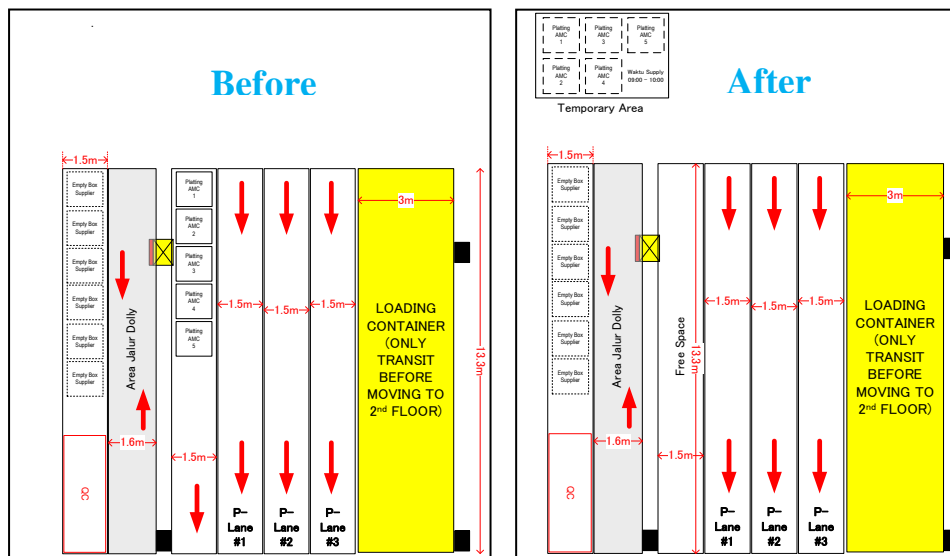 Before
1.5m
Empty Box
Supplier
Empty Box
Supplier
Empty Box
Supplier
Empty Box
Supplier
Empty Box
Supplier
Empty Box
Supplier
QC
Area Jalur Dolly
1.6m
Platting
AMC
1
Platting
AMC
2
Platting
AMC
3
Platting
AMC
4
Platting
AMC
5
1.5m
1.5m
1.5m
1.5m
P-
Lane
#1
P-
Lane
#2
P-
Lane
#3
3m
LOADING
CONTAINER
(ONLY
TRANSIT
BEFORE
MOVING TO
2nd FLOOR)
13.3m
Platting
AMC
1
Platting
AMC
3
Platting
AMC
5
Platting
AMC
2
Platting
AMC
4
Waktu Supply
09:00 - 10:00
Temporary Area
After
1.5m
Empty Box
Supplier
Empty Box
Supplier
Empty Box
Supplier
Empty Box
Supplier
Empty Box
Supplier
Empty Box
Supplier
QC
Area Jalur Dolly
1.6m
Free Space
13.3m
1.5m
1.5m
1.5m
1.5m
P-
Lane
#1
P-
Lane
#2
P-
Lane
#3
3m
LOADING
CONTAINER
(ONLY
TRANSIT
BEFORE
MOVING TO
2nd FLOOR)